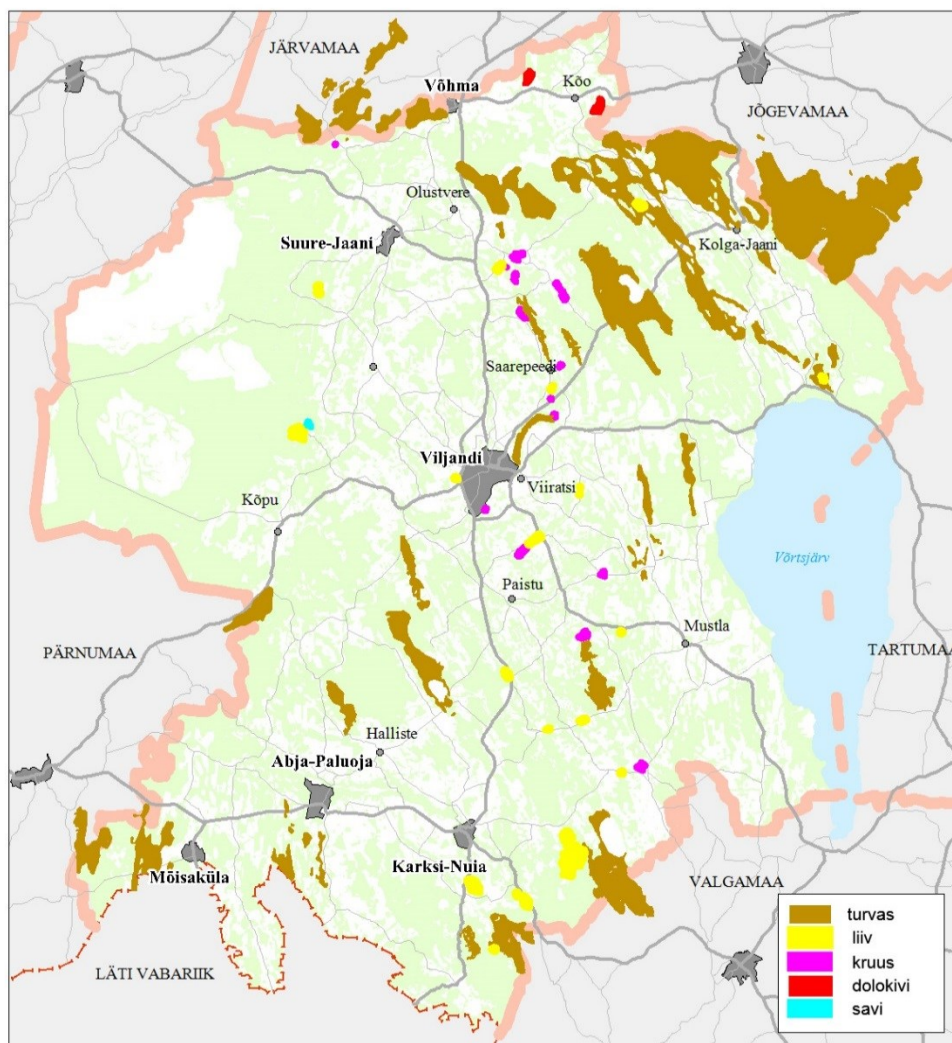 JÄRVAMAA
Võhma
Kõo
JÕGEVAMAA
Olustvere
Suure-Jaani
Kolga-Jaani
Saarepeedi
Viljandi
Viiratsi
Kõpu
Võrtsjärv
Paistu
Mustla
PÄRNUMAA
TARTUMAA
Halliste
Abja-Paluoja
Karksi-Nuia
Mõisaküla
VALGAMAA
LÄTI VABARIIK
turvas
liiv
kruus
dolokivi
savi